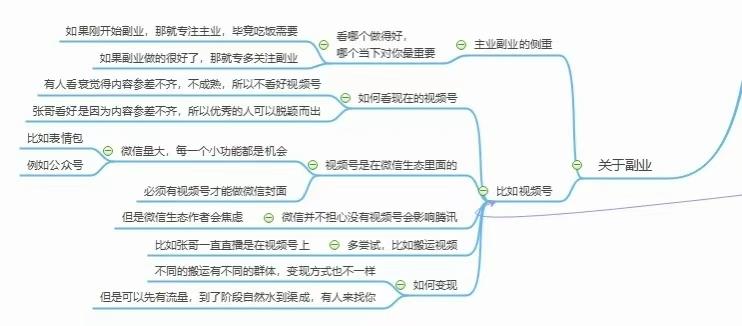 关于副业
主业副业的侧重
看哪个做得好，
哪个当下对你最重要
如果刚开始副业，那就专注主业，毕竟吃饭需要
如果副业做的很好了，那就专多关注副业
比如视频号
如何看现在的视频号
有人看衰觉得内容参差不齐，不成熟，所以不看好视频号
张哥看好是因为内容参差不齐，所以优秀的人可以脱颖而出
视频号是在微信生态里面的
微信量大，每一个小功能都是机会
比如表情包
例如公众号
必须有视频号才能做微信封面
微信并不担心没有视频号会影响腾讯
但是微信生态作者会焦虑
多尝试，比如搬运视频
比如张哥一直直播是在视频号上
如何变现
不同的搬运有不同的群体，变现方式也不一样
但是可以先有流量，到了阶段自然水到渠成，有人来找你